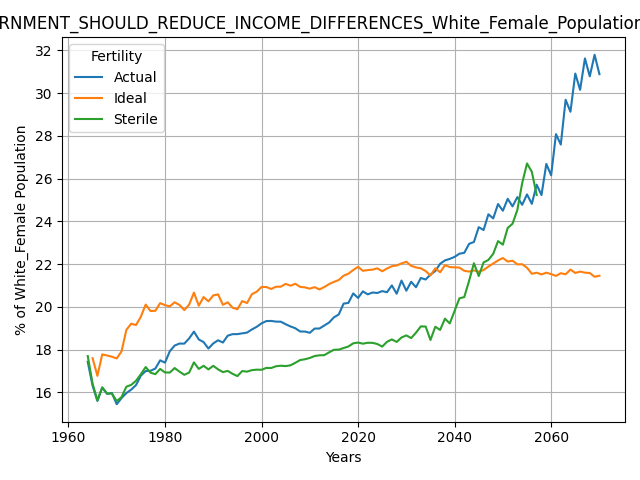 RNMENT_SHOULD_REDUCE_INCOME_DIFFERENCES_White_Female_Population
Fertility
Actual
Ideal
Sterile
% of White_Female Population
32
30
28
26
24
22
20
18
16
1960 1980 2000 2020 2040 2060
Years